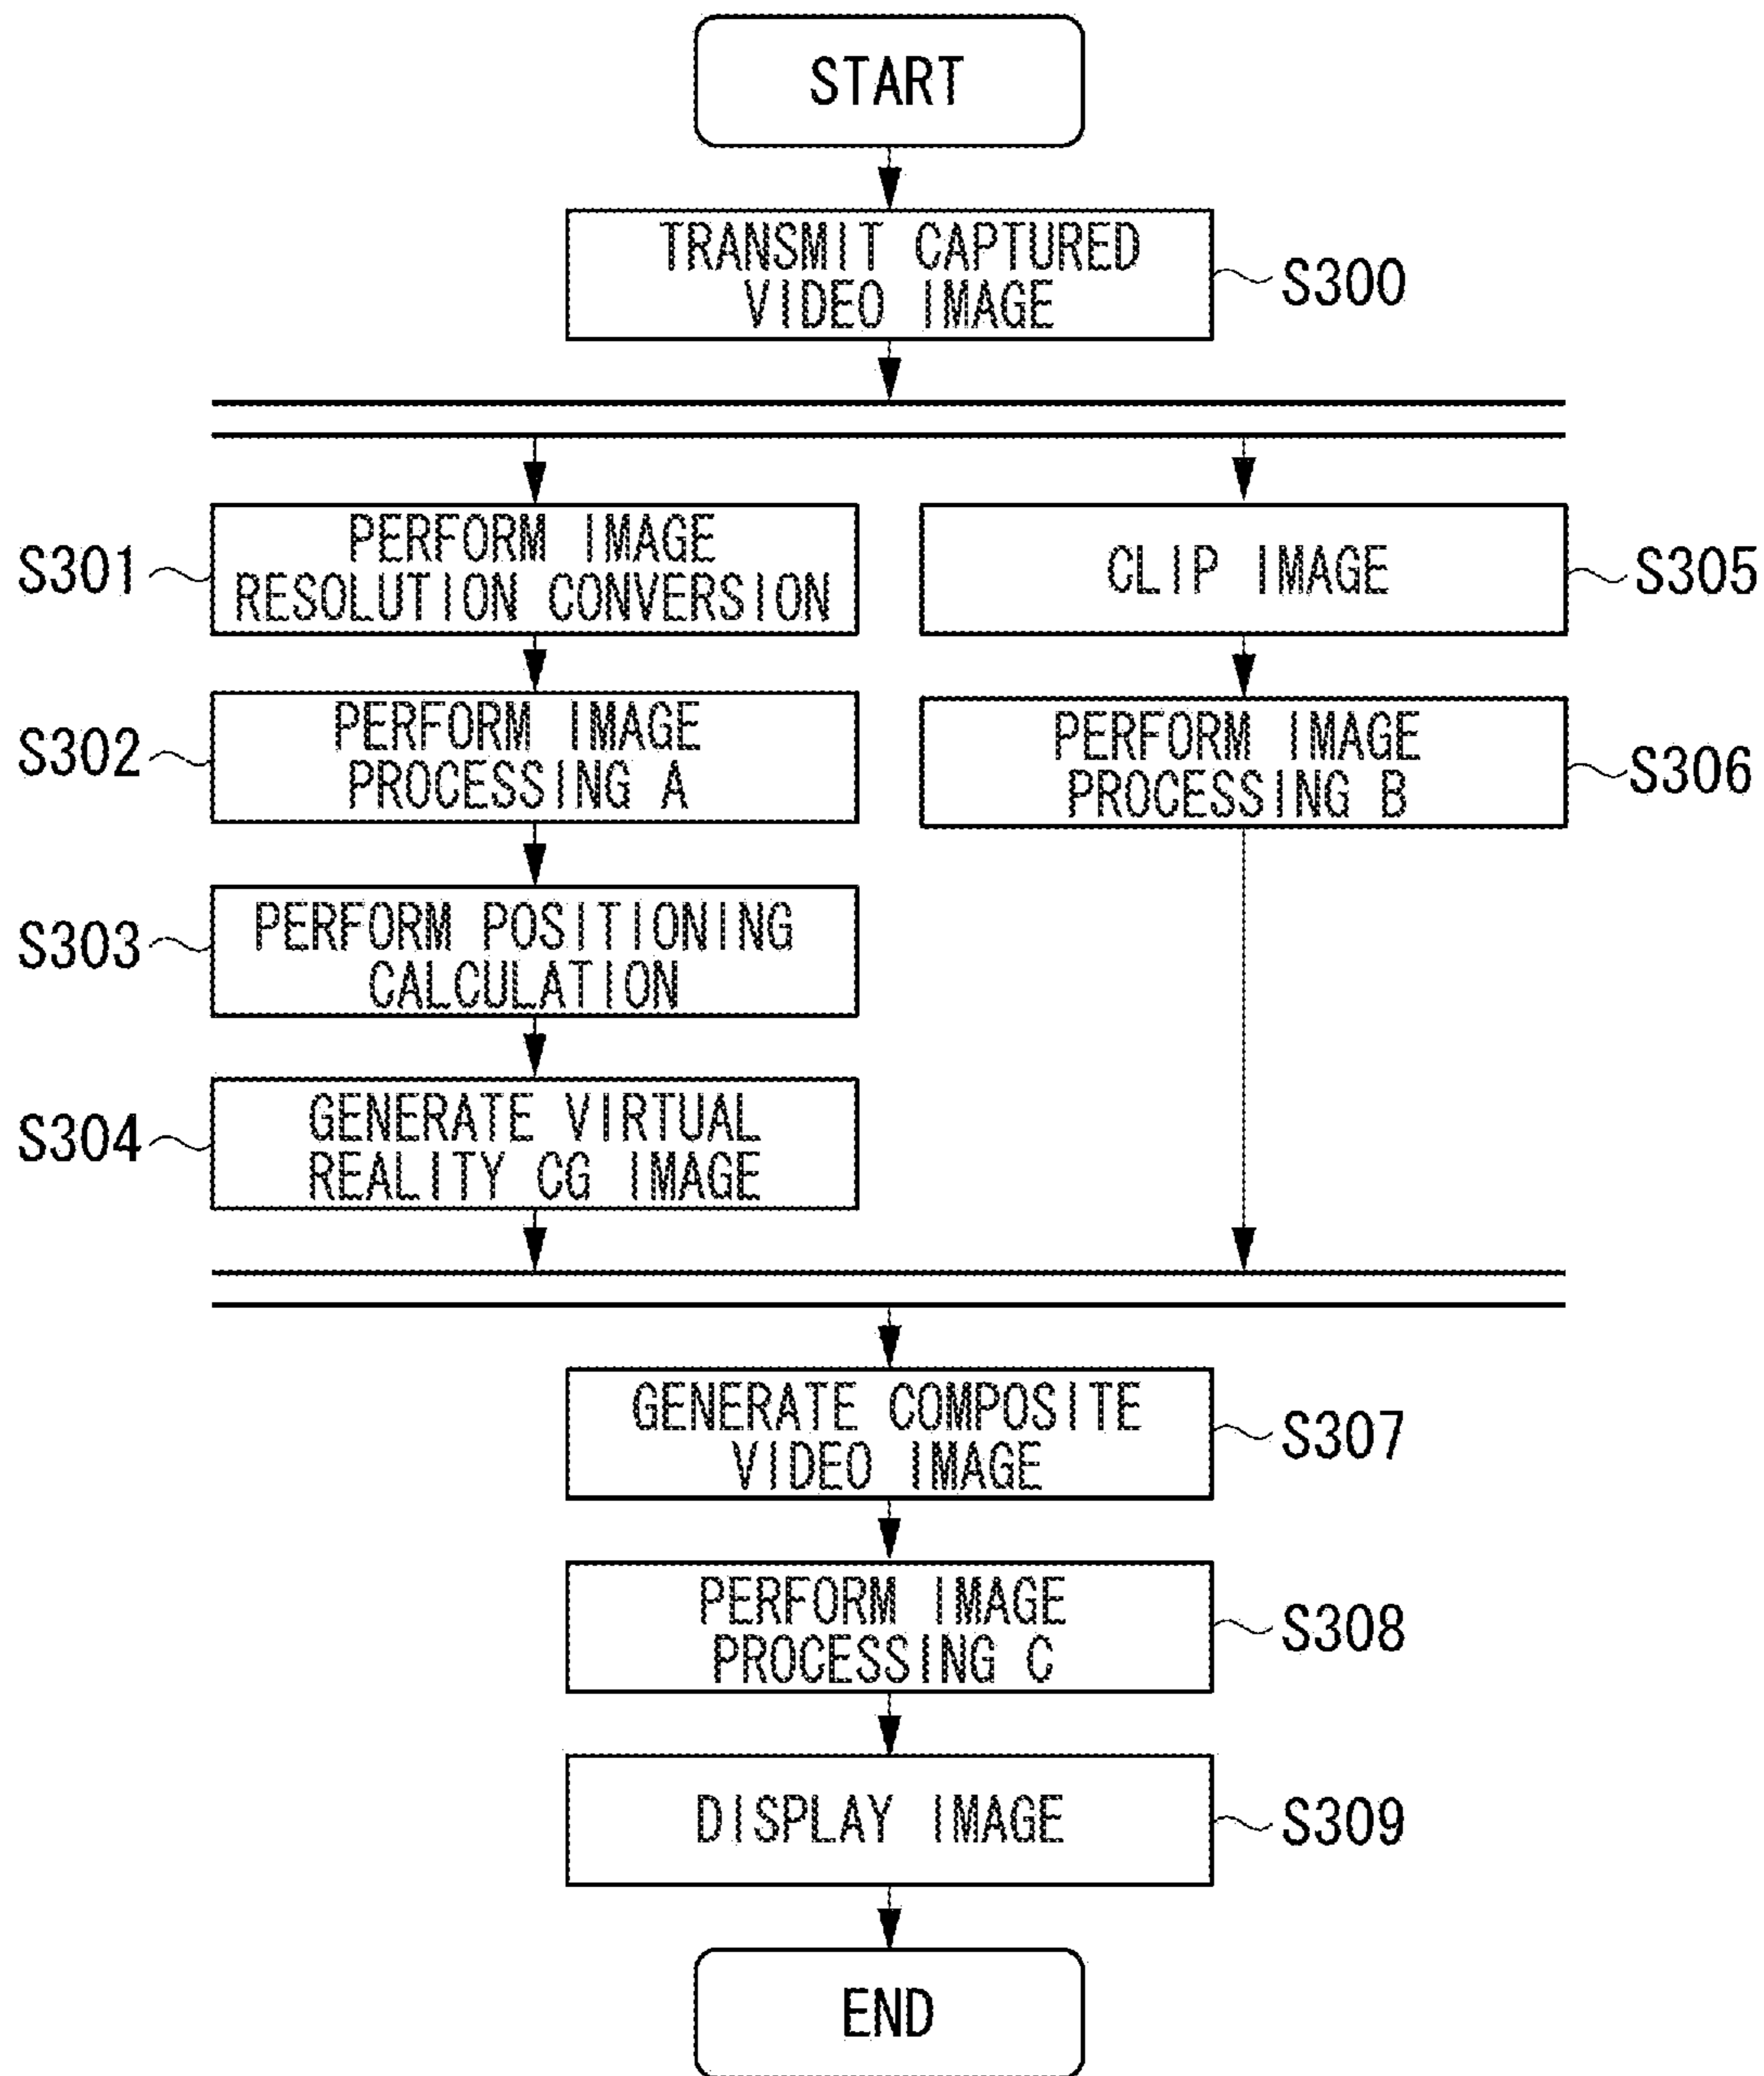 START
TRANSMIT CAPTURED
VIDEO IMAGE
S300
S301
PERFORM IMAGE
RESOLUTION CONVERSION
CLIP IMAGE
S305
S302
PERFORM IMAGE
PROCESSING A
PERFORM IMAGE
PROCESSING B
S306
S303
PERFORM POSITIONING
CALCULATION
S304
GENERATE VIRTUAL
REALITY CG IMAGE
GENERATE COMPOSITE
VIDEO IMAGE
S307
PERFORM IMAGE
PROCESSING C
S308
DISPLAY IMAGE
S309
END